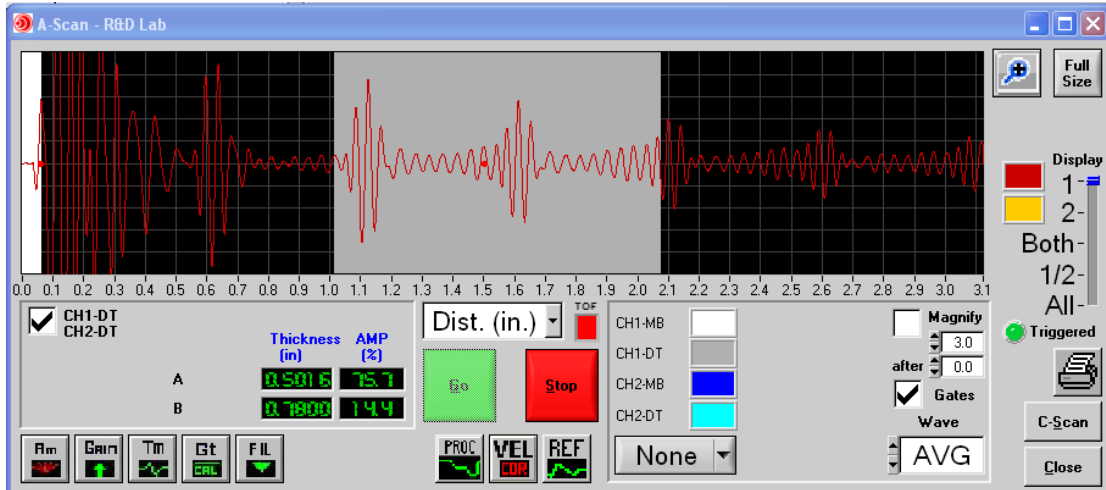 A-Scan - R&D Lab
Full
Size
Display
1
2
Both
1/2
All
Triggered
0.0 0.1 0.2 0.3 0.4 0.5 0.6 0.7 0.8 0.9 1.0 1.1 1.2 1.3 1.4 1.5 1.6 1.7 1.8 1.9 2.0 2.1 2.2 2.3 2.4 2.5 2.6 2.7 2.8 2.9 3.0 3.1
CH1-DT
CH2-DT
Thickness AMP
(in) (%)
A 0.5016 75.7
B 0.7800 14.4
Dist. (in.)
TOF
Go
Stop
CH1-MB
CH1-DT
CH2-MB
CH2-DT
None
Magnify
3.0
after 0.0
Gates
Wave
AVG
C-Scan
Close
Am Gain Tm Gt FIL
CAL
PROC VEL REF
COR